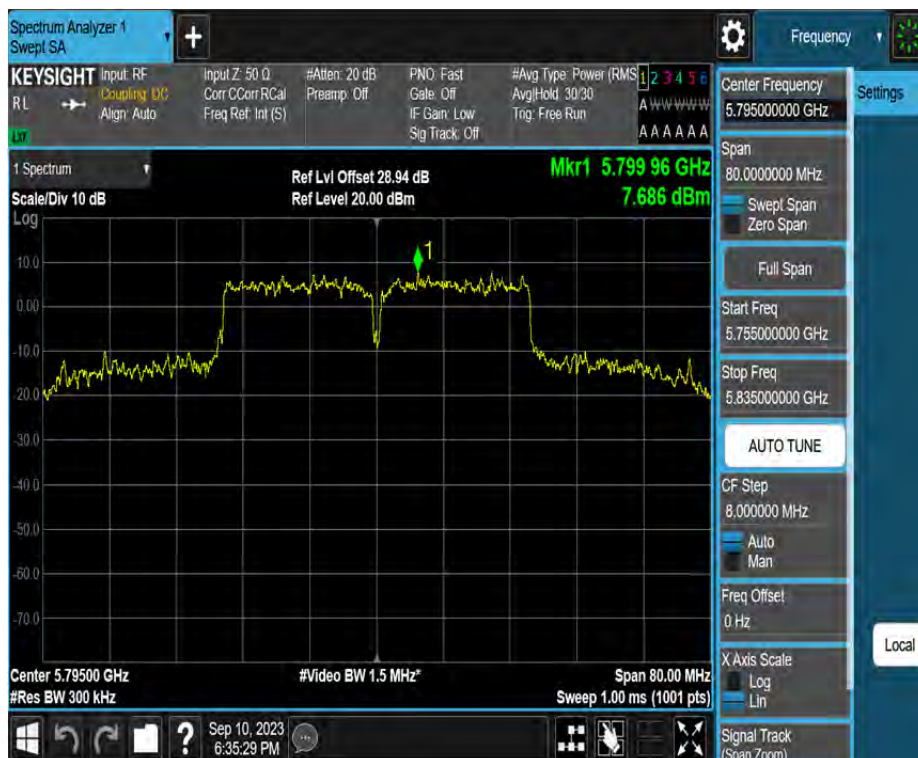 Spectrum Analyzer 1
Swept SA
+
Frequency
KEYSIGHT
RL
LXI
Input: RF
Coupling: DC
Align: Auto
Input Z: 50 Ω
Corr CCorr RCal
Freq Ref: Int (S)
#Atten: 20 dB
Preamp: Off
PNO: Fast
Gate: Off
IF Gain: Low
Sig Track: Off
#Avg Type: Power (RMS
Avg|Hold: 30/30
Trig: Free Run
1 2 3 4 5 6
A W W W W W
A A A A A A
1 Spectrum
Scale/Div 10 dB
Log
Ref Lvl Offset 28.94 dB
Ref Level 20.00 dBm
Mkr1 5.799 96 GHz
7.686 dBm
1
10.0
0.00
-10.0
-20.0
-30.0
-40.0
-50.0
-60.0
-70.0
Center 5.79500 GHz
#Res BW 300 kHz
#Video BW 1.5 MHz*
Span 80.00 MHz
Sweep 1.00 ms (1001 pts)
Sep 10, 2023
6:35:29 PM
?
Center Frequency
5.795000000 GHz
Settings
Span
80.0000000 MHz
Swept Span
Zero Span
Full Span
Start Freq
5.755000000 GHz
Stop Freq
5.835000000 GHz
AUTO TUNE
CF Step
8.000000 MHz
Auto
Man
Freq Offset
0 Hz
Local
X Axis Scale
Log
Lin
Signal Track
(Span Zoom)